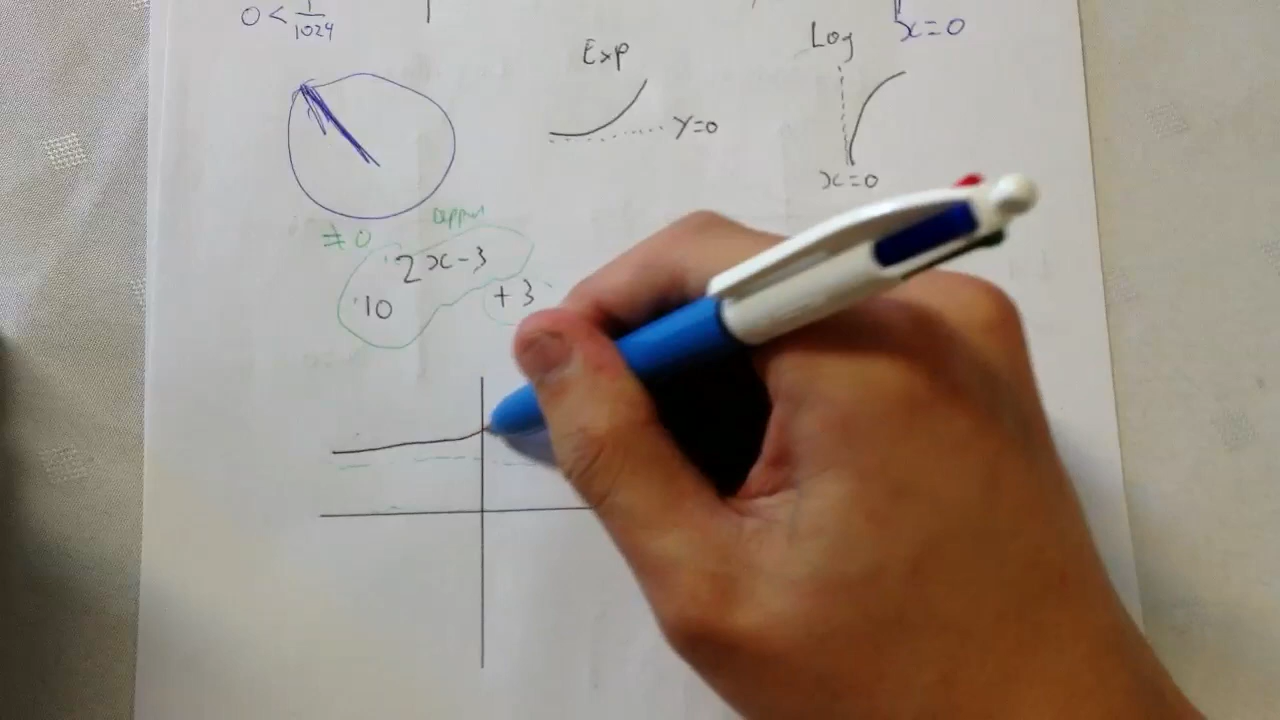 0 < 1/1024
x=0
Exp
Log
y=0
x=0
≠0
10^{2x-3} +3